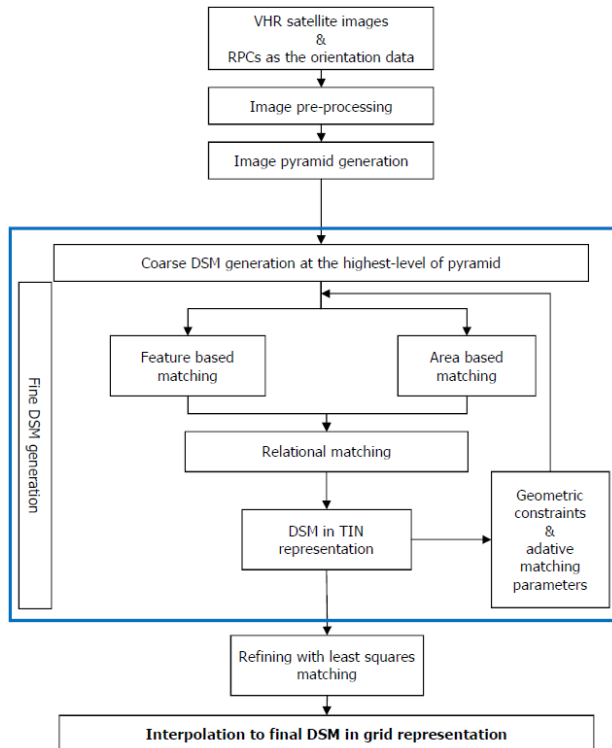 VHR satellite images
&
RPCs as the orientation data
Image pre-processing
Image pyramid generation
Coarse DSM generation at the highest-level of pyramid
Fine DSM generation
Feature based
matching
Area based
matching
Relational matching
DSM in TIN
representation
Geometric
constraints
&
adative
matching
parameters
Refining with least squares
matching
Interpolation to final DSM in grid representation